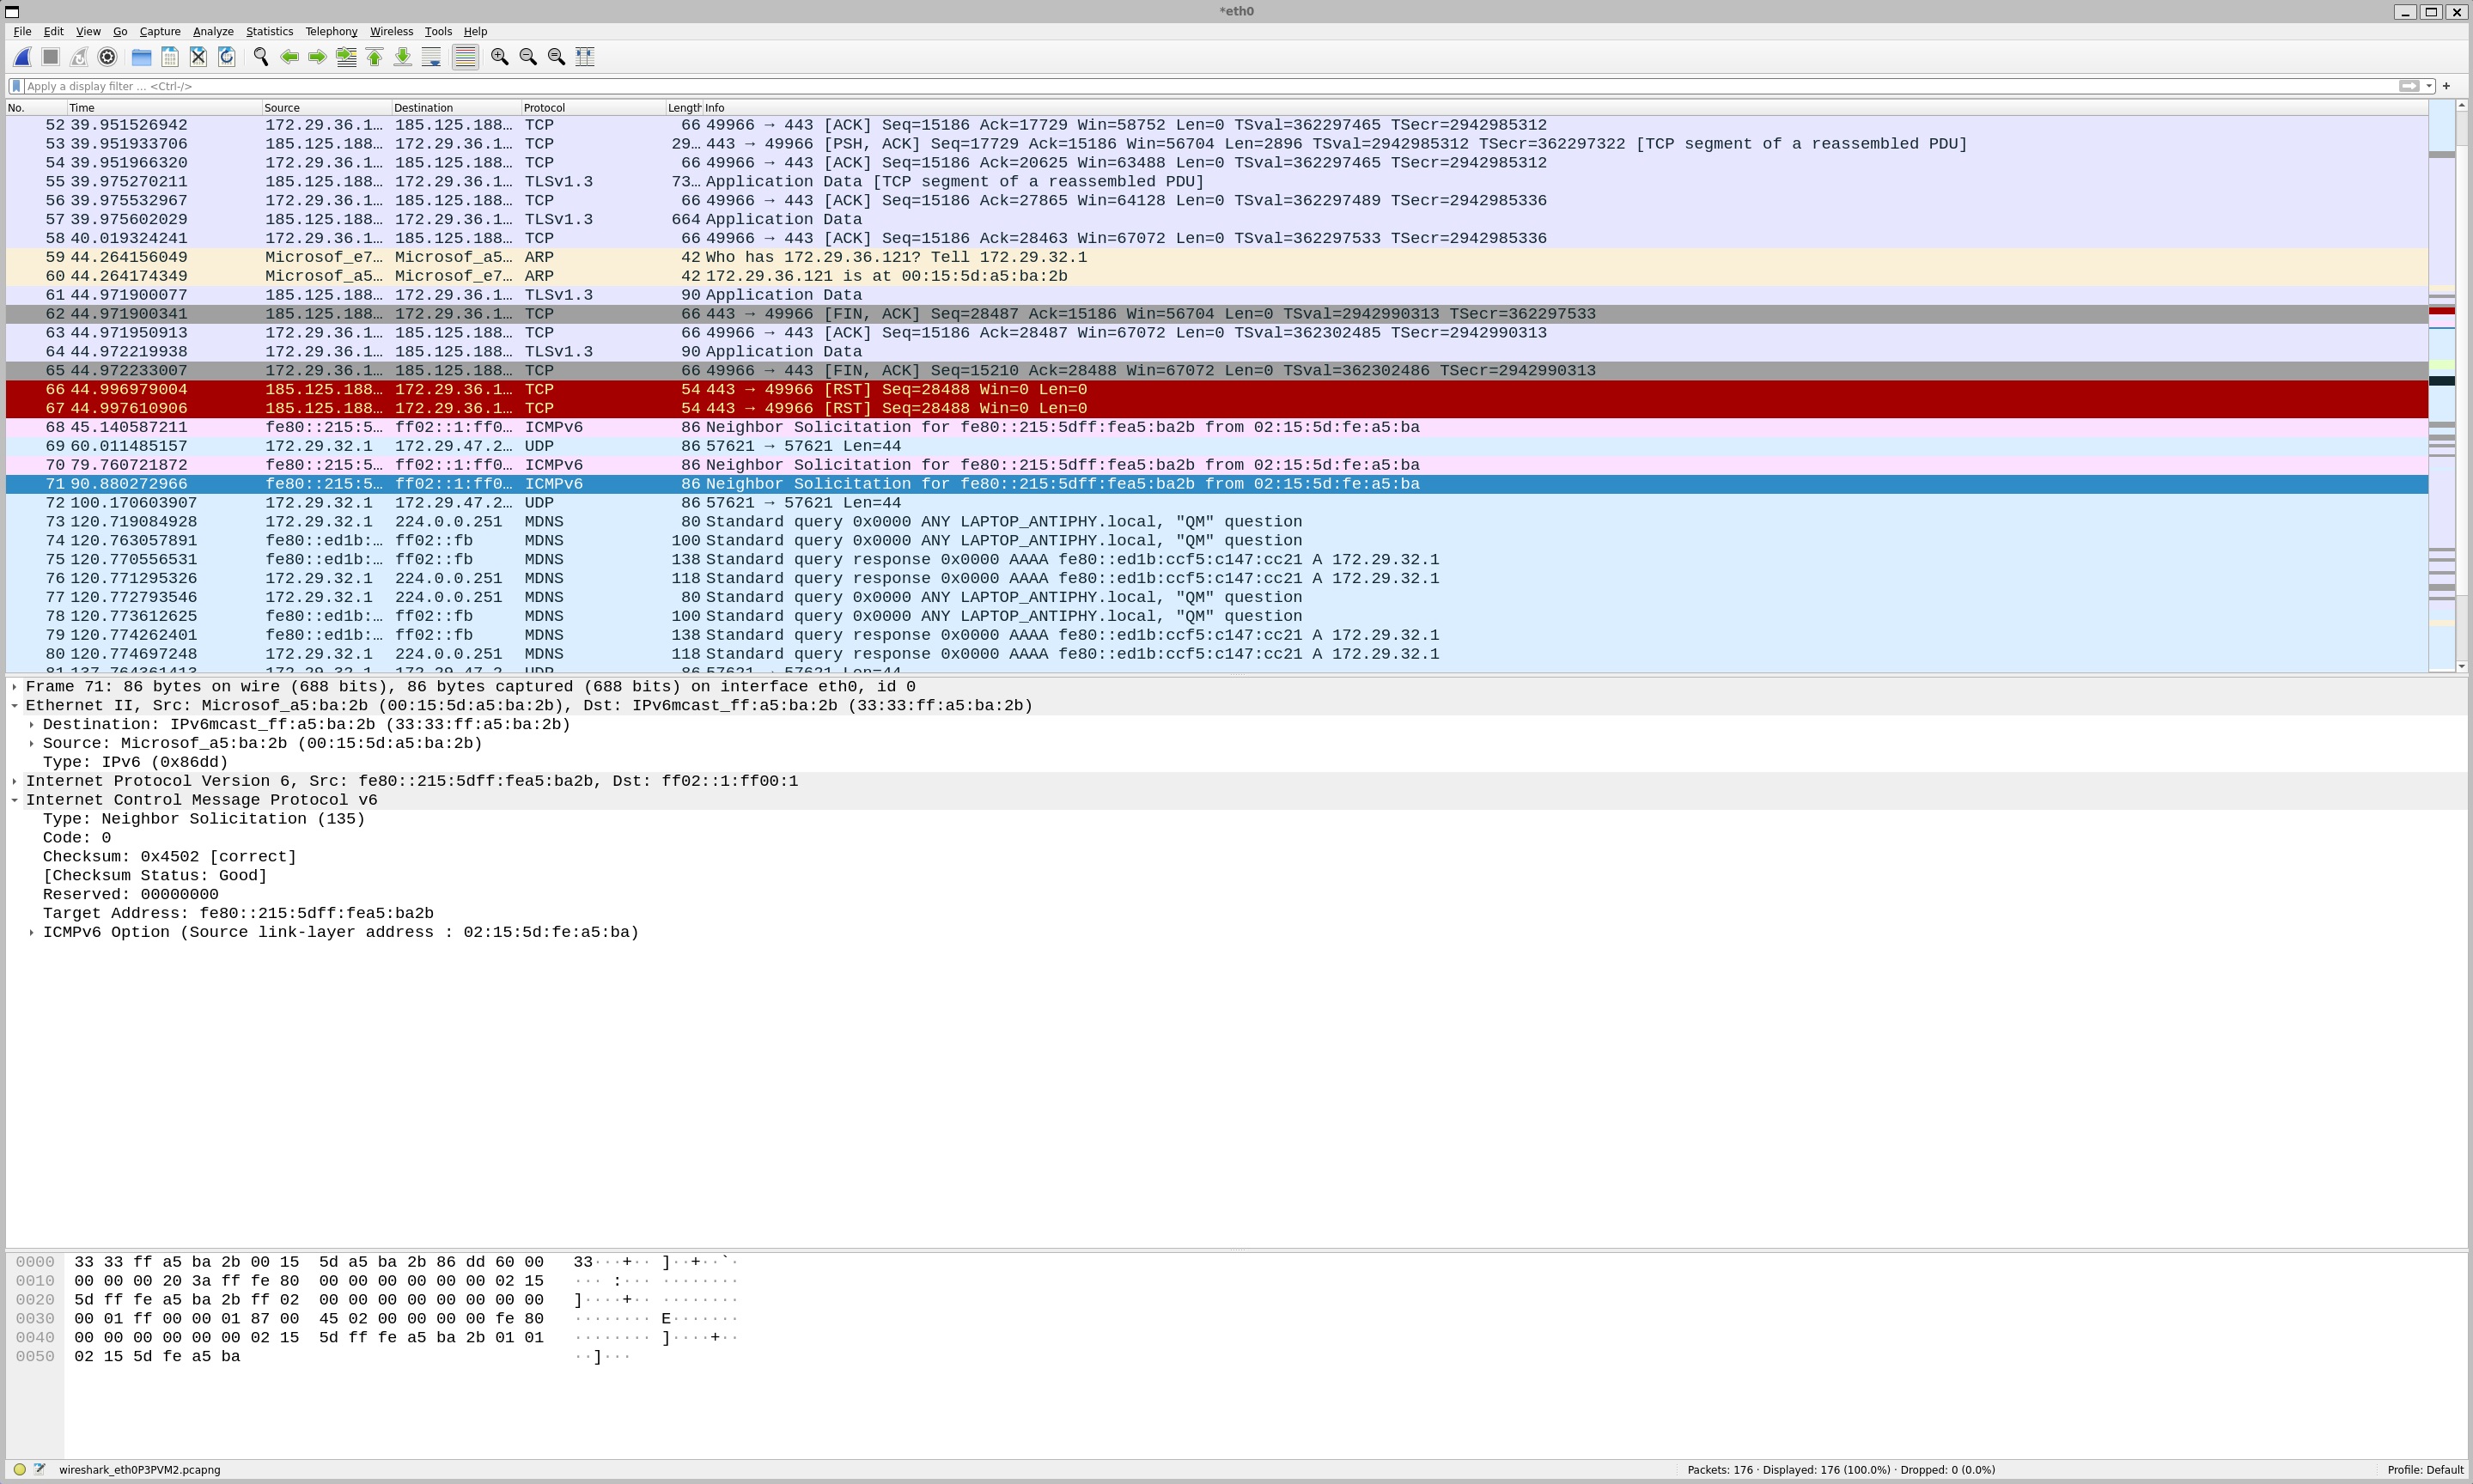 *eth0
File Edit View Go Capture Analyze Statistics Telephony Wireless Tools Help
Apply a display filter ... <Ctrl-/>
No. Time Source Destination Protocol Length Info
52 39.951526942 172.29.36.1… 185.125.188… TCP 66 49966 → 443 [ACK] Seq=15186 Ack=17729 Win=58752 Len=0 TSval=362297465 TSecr=2942985312
53 39.951933706 185.125.188… 172.29.36.1… TCP 29… 443 → 49966 [PSH, ACK] Seq=17729 Ack=15186 Win=56704 Len=2896 TSval=2942985312 TSecr=362297322 [TCP segment of a reassembled PDU]
54 39.951966320 172.29.36.1… 185.125.188… TCP 66 49966 → 443 [ACK] Seq=15186 Ack=20625 Win=63488 Len=0 TSval=362297465 TSecr=2942985312
55 39.975270211 185.125.188… 172.29.36.1… TLSv1.3 73… Application Data [TCP segment of a reassembled PDU]
56 39.975532967 172.29.36.1… 185.125.188… TCP 66 49966 → 443 [ACK] Seq=15186 Ack=27865 Win=64128 Len=0 TSval=362297489 TSecr=2942985336
57 39.975602029 185.125.188… 172.29.36.1… TLSv1.3 664 Application Data
58 40.019324241 172.29.36.1… 185.125.188… TCP 66 49966 → 443 [ACK] Seq=15186 Ack=28463 Win=67072 Len=0 TSval=362297533 TSecr=2942985336
59 44.264156049 Microsof_e7… Microsof_a5… ARP 42 Who has 172.29.36.121? Tell 172.29.32.1
60 44.264174349 Microsof_a5… Microsof_e7… ARP 42 172.29.36.121 is at 00:15:5d:a5:ba:2b
61 44.971900077 185.125.188… 172.29.36.1… TLSv1.3 90 Application Data
62 44.971900341 185.125.188… 172.29.36.1… TCP 66 443 → 49966 [FIN, ACK] Seq=28487 Ack=15186 Win=56704 Len=0 TSval=2942990313 TSecr=362297533
63 44.971950913 172.29.36.1… 185.125.188… TCP 66 49966 → 443 [ACK] Seq=15186 Ack=28487 Win=67072 Len=0 TSval=362302485 TSecr=2942990313
64 44.972219938 172.29.36.1… 185.125.188… TLSv1.3 90 Application Data
65 44.972233007 172.29.36.1… 185.125.188… TCP 66 49966 → 443 [FIN, ACK] Seq=15210 Ack=28488 Win=67072 Len=0 TSval=362302486 TSecr=2942990313
66 44.996979004 185.125.188… 172.29.36.1… TCP 54 443 → 49966 [RST] Seq=28488 Win=0 Len=0
67 44.997610906 185.125.188… 172.29.36.1… TCP 54 443 → 49966 [RST] Seq=28488 Win=0 Len=0
68 45.140587211 fe80::215:5… ff02::1:ff0… ICMPv6 86 Neighbor Solicitation for fe80::215:5dff:fea5:ba2b from 02:15:5d:fe:a5:ba
69 60.011485157 172.29.32.1 172.29.47.2… UDP 86 57621 → 57621 Len=44
70 79.760721872 fe80::215:5… ff02::1:ff0… ICMPv6 86 Neighbor Solicitation for fe80::215:5dff:fea5:ba2b from 02:15:5d:fe:a5:ba
71 90.880272966 fe80::215:5… ff02::1:ff0… ICMPv6 86 Neighbor Solicitation for fe80::215:5dff:fea5:ba2b from 02:15:5d:fe:a5:ba
72 100.170603907 172.29.32.1 172.29.47.2… UDP 86 57621 → 57621 Len=44
73 120.719084928 172.29.32.1 224.0.0.251 MDNS 80 Standard query 0x0000 ANY LAPTOP_ANTIPHY.local, "QM" question
74 120.763057891 fe80::ed1b:… ff02::fb MDNS 100 Standard query 0x0000 ANY LAPTOP_ANTIPHY.local, "QM" question
75 120.770556531 fe80::ed1b:… ff02::fb MDNS 138 Standard query response 0x0000 AAAA fe80::ed1b:ccf5:c147:cc21 A 172.29.32.1
76 120.771295326 172.29.32.1 224.0.0.251 MDNS 118 Standard query response 0x0000 AAAA fe80::ed1b:ccf5:c147:cc21 A 172.29.32.1
77 120.772793546 172.29.32.1 224.0.0.251 MDNS 80 Standard query 0x0000 ANY LAPTOP_ANTIPHY.local, "QM" question
78 120.773612625 fe80::ed1b:… ff02::fb MDNS 100 Standard query 0x0000 ANY LAPTOP_ANTIPHY.local, "QM" question
79 120.774262401 fe80::ed1b:… ff02::fb MDNS 138 Standard query response 0x0000 AAAA fe80::ed1b:ccf5:c147:cc21 A 172.29.32.1
80 120.774697248 172.29.32.1 224.0.0.251 MDNS 118 Standard query response 0x0000 AAAA fe80::ed1b:ccf5:c147:cc21 A 172.29.32.1
81 137.764361413 172.29.32.1 172.29.47.2… UDP 86 57621 → 57621 Len=44
Frame 71: 86 bytes on wire (688 bits), 86 bytes captured (688 bits) on interface eth0, id 0
Ethernet II, Src: Microsof_a5:ba:2b (00:15:5d:a5:ba:2b), Dst: IPv6mcast_ff:a5:ba:2b (33:33:ff:a5:ba:2b)
Destination: IPv6mcast_ff:a5:ba:2b (33:33:ff:a5:ba:2b)
Source: Microsof_a5:ba:2b (00:15:5d:a5:ba:2b)
Type: IPv6 (0x86dd)
Internet Protocol Version 6, Src: fe80::215:5dff:fea5:ba2b, Dst: ff02::1:ff00:1
Internet Control Message Protocol v6
Type: Neighbor Solicitation (135)
Code: 0
Checksum: 0x4502 [correct]
[Checksum Status: Good]
Reserved: 00000000
Target Address: fe80::215:5dff:fea5:ba2b
ICMPv6 Option (Source link-layer address : 02:15:5d:fe:a5:ba)
0000 33 33 ff a5 ba 2b 00 15 5d a5 ba 2b 86 dd 60 00 33···+·· ]··+··`·
0010 00 00 00 20 3a ff fe 80 00 00 00 00 00 00 02 15 ··· :··· ········
0020 5d ff fe a5 ba 2b ff 02 00 00 00 00 00 00 00 00 ]····+·· ········
0030 00 01 ff 00 00 01 87 00 45 02 00 00 00 00 fe 80 ········ E·······
0040 00 00 00 00 00 00 02 15 5d ff fe a5 ba 2b 01 01 ········ ]····+··
0050 02 15 5d fe a5 ba ··]···
wireshark_eth0P3PVM2.pcapng Packets: 176 · Displayed: 176 (100.0%) · Dropped: 0 (0.0%) Profile: Default